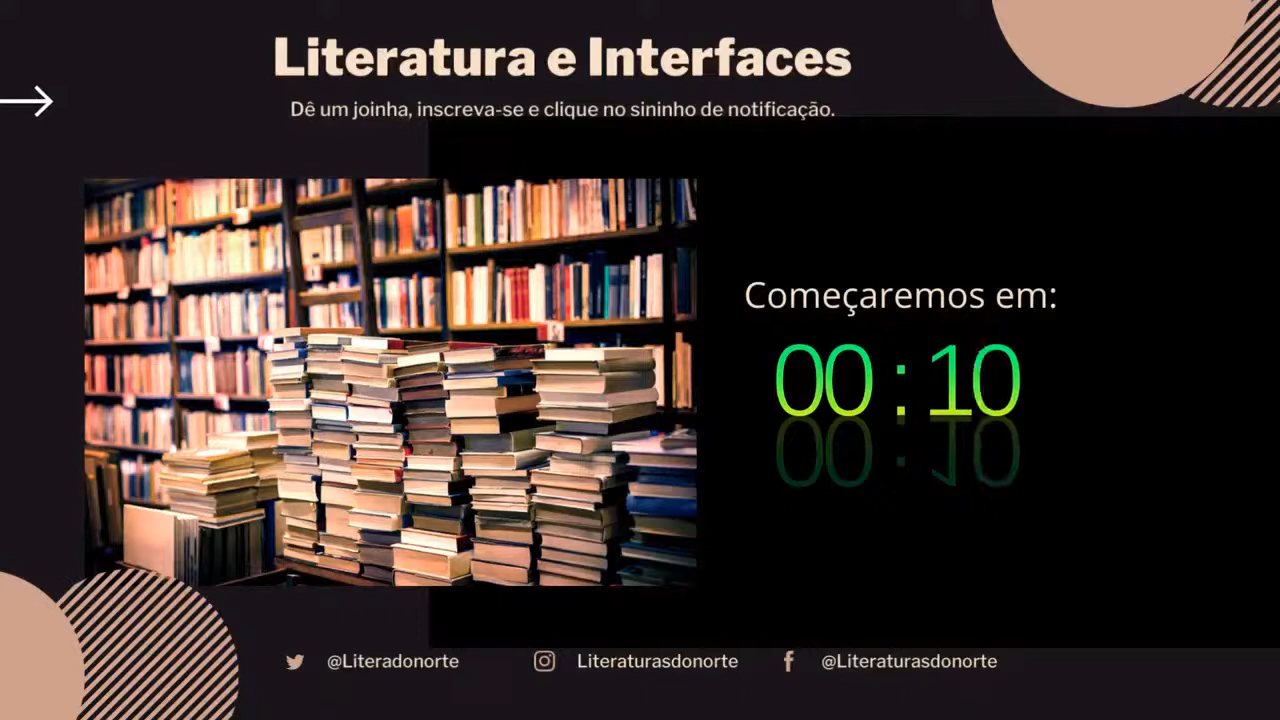 Literatura e Interfaces
Dê um joinha, inscreva-se e clique no sininho de notificação.
Começaremos em:
00 : 10
@Literadonorte
Literaturasdonorte
@Literaturasdonorte